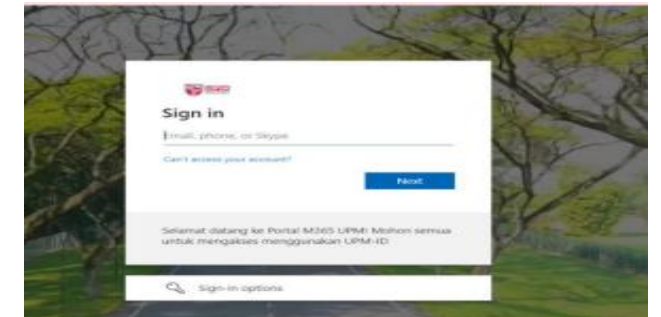 Sign in
Email, phone, or Skype
Can't access your account?
Next
Selamat datang ke Portal M365 UPM! Mohon semua
untuk mengakses menggunakan UPM-ID
Sign-in options